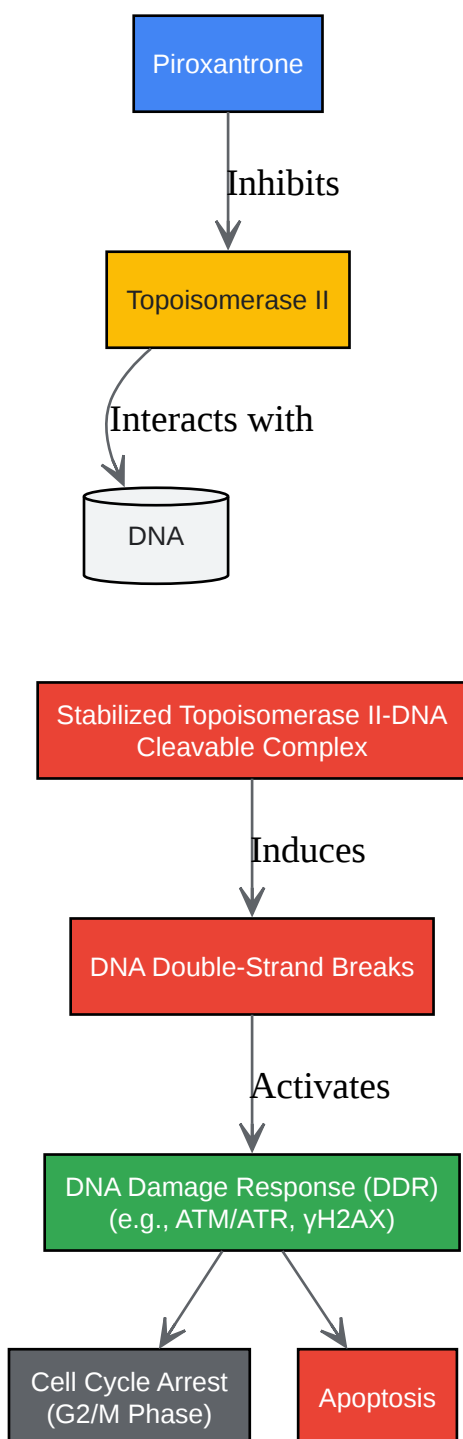 Piroxantrone
Inhibits
Topoisomerase II
Interacts with
DNA
Stabilized Topoisomerase II-DNA
Cleavable Complex
Induces
DNA Double-Strand Breaks
Activates
DNA Damage Response (DDR)
(e.g., ATM/ATR, γH2AX)
Cell Cycle Arrest
(G2/M Phase)
Apoptosis